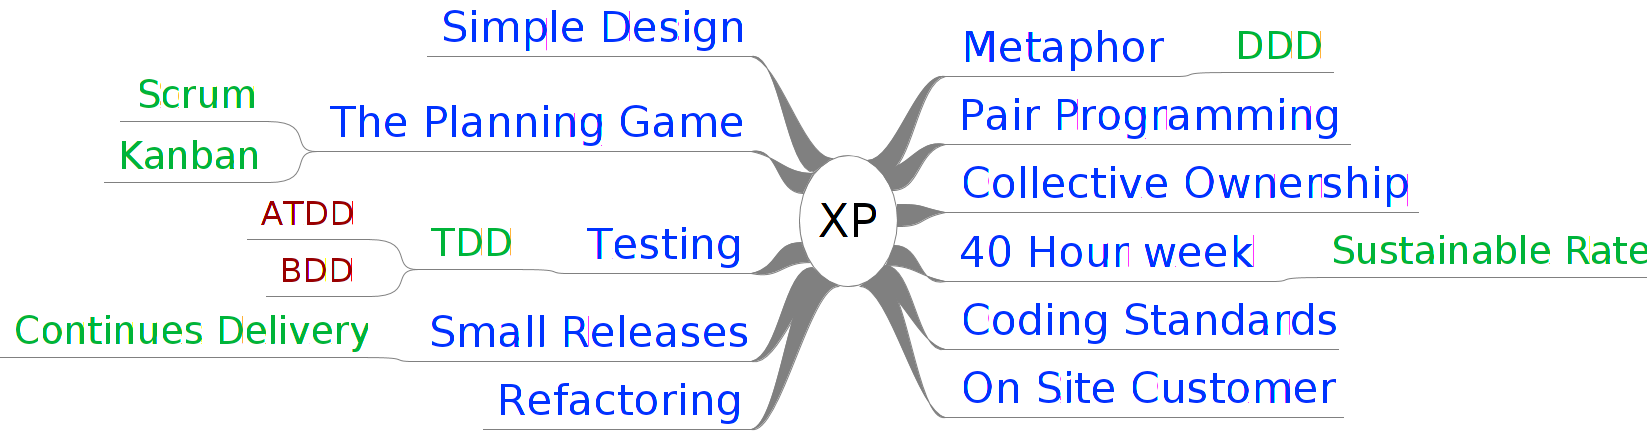 Simple Design
Scrum
The Planning Game
Kanban
ATDD
TDD
Testing
BDD
Continues Delivery
Small Releases
Refactoring
XP
Metaphor
DDD
Pair Programming
Collective Ownership
40 Hour week
Sustainable Rate
Coding Standards
On Site Customer